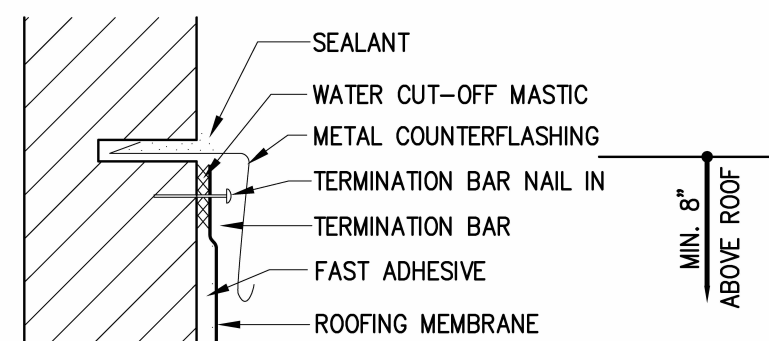 SEALANT
WATER CUT-OFF MASTIC
METAL COUNTERFLASHING
TERMINATION BAR NAIL IN
TERMINATION BAR
FAST ADHESIVE
ROOFING MEMBRANE
MIN. 8"
ABOVE ROOF